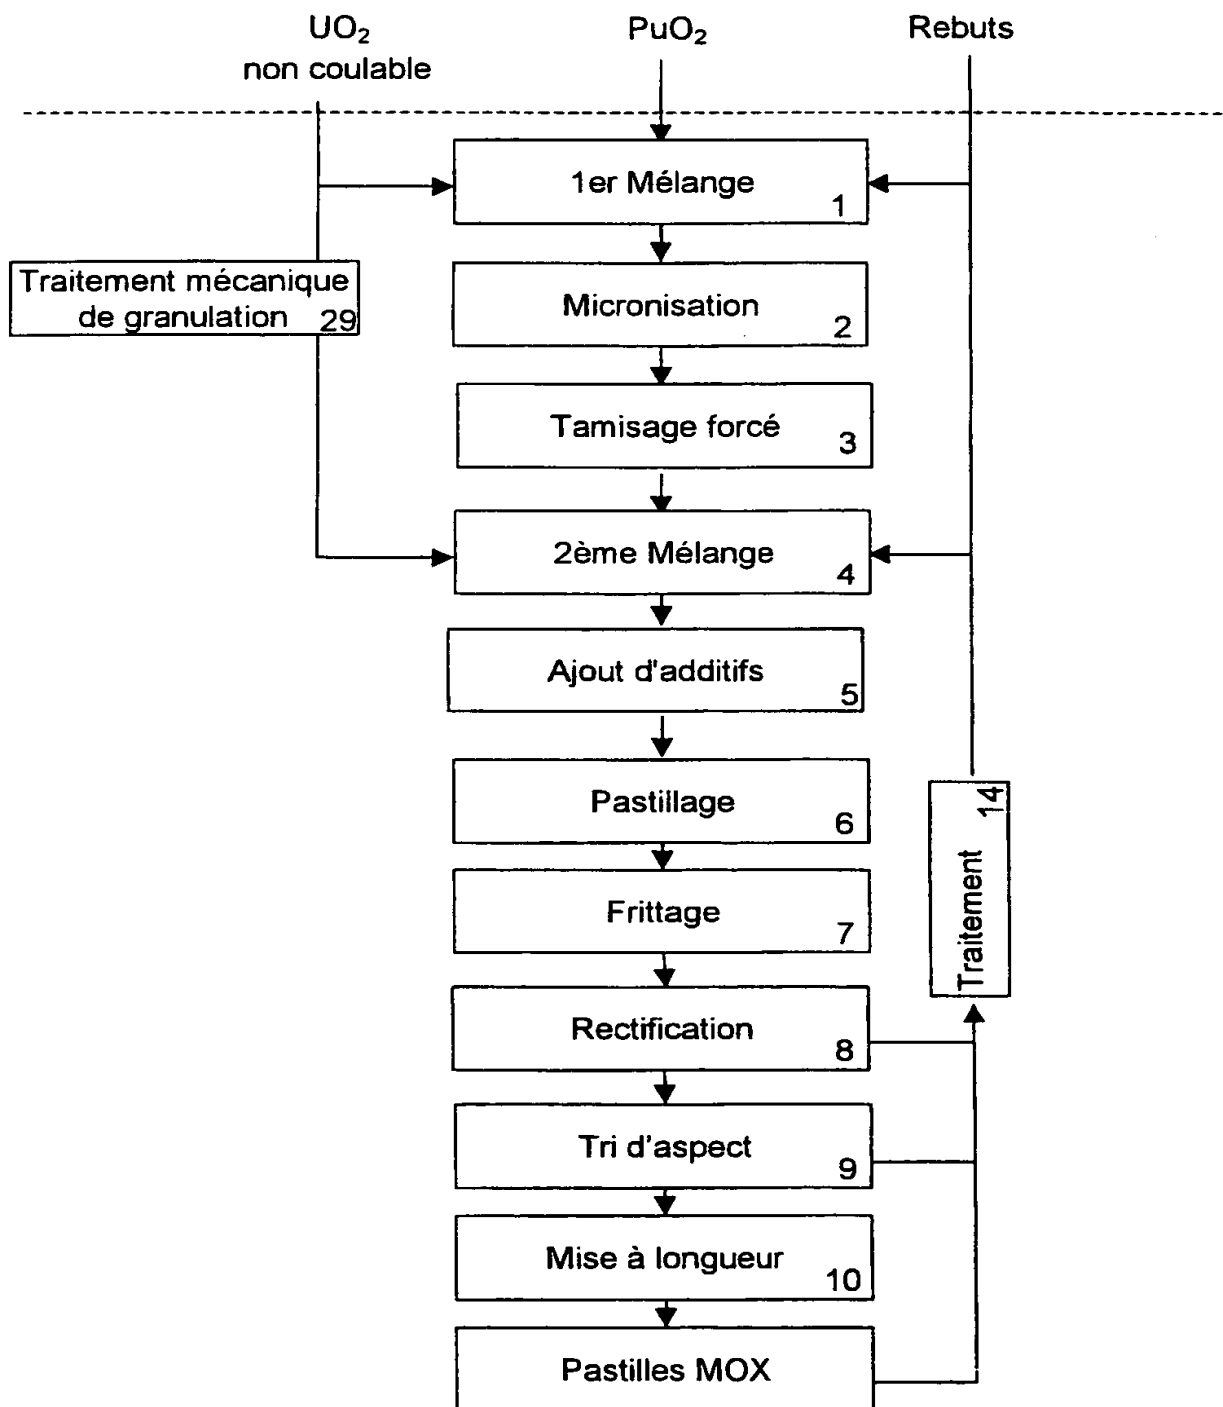 UO₂
non coulable
PuO₂
Rebuts
1er Mélange
1
Traitement mécanique
de granulation 29
Micronisation
2
Tamisage forcé
3
2ème Mélange
4
Ajout d'additifs
5
Pastillage
6
Traitement 14
Frittage
7
Rectification
8
Tri d'aspect
9
Mise à longueur
10
Pastilles MOX